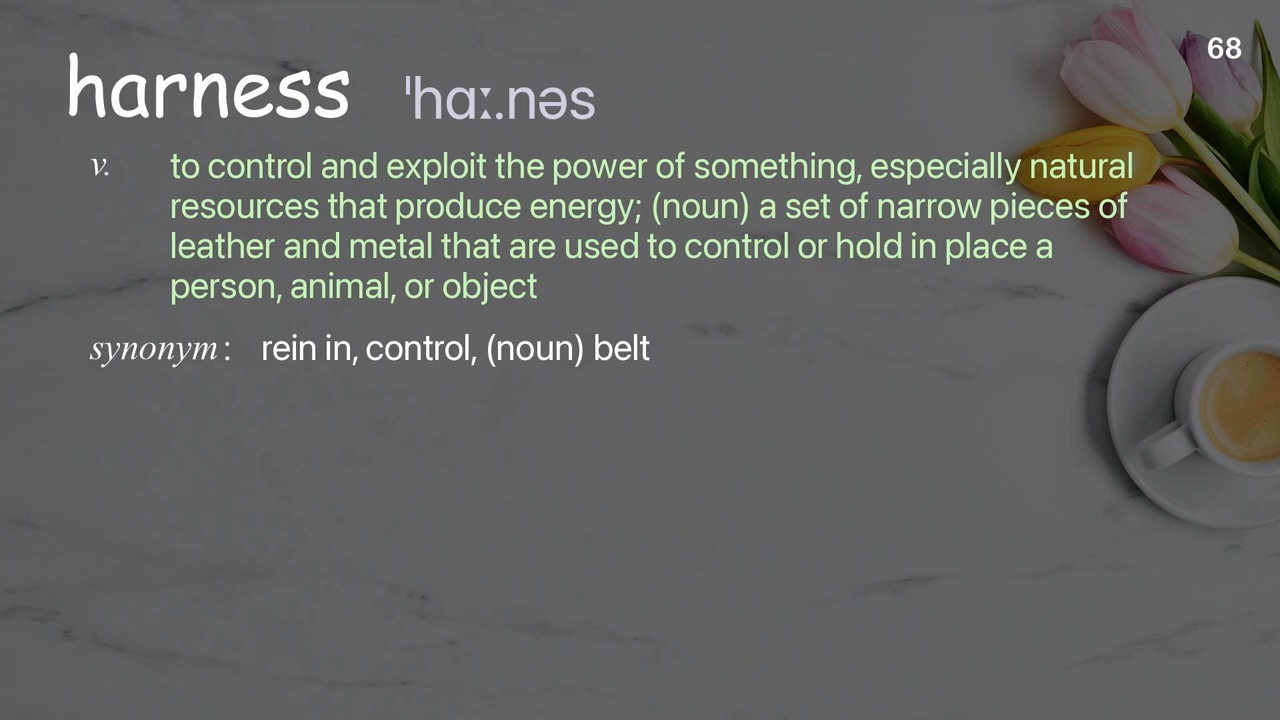 68
harness ˈhɑː.nəs
v. to control and exploit the power of something, especially natural
resources that produce energy; (noun) a set of narrow pieces of
leather and metal that are used to control or hold in place a
person, animal, or object
synonym: rein in, control, (noun) belt